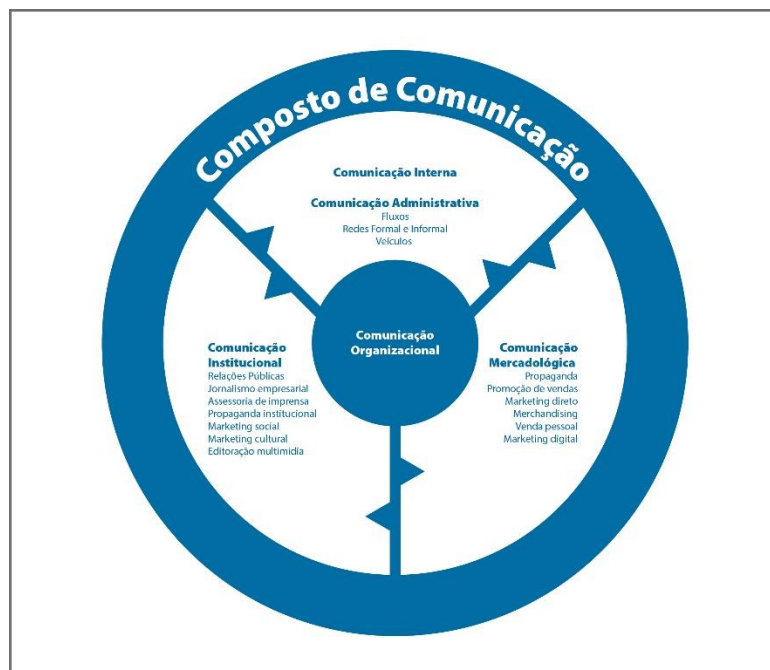 Composto de Comunicação
Comunicação Interna
Comunicação Administrativa
Fluxos
Redes Formal e Informal
Veículos
Comunicação
Organizacional
Comunicação
Institucional
Relações Públicas
Jornalismo empresarial
Assessoria de imprensa
Propaganda institucional
Marketing social
Marketing cultural
Editoração multimídia
Comunicação
Mercadológica
Propaganda
Promoção de vendas
Marketing direto
Merchandising
Venda pessoal
Marketing digital